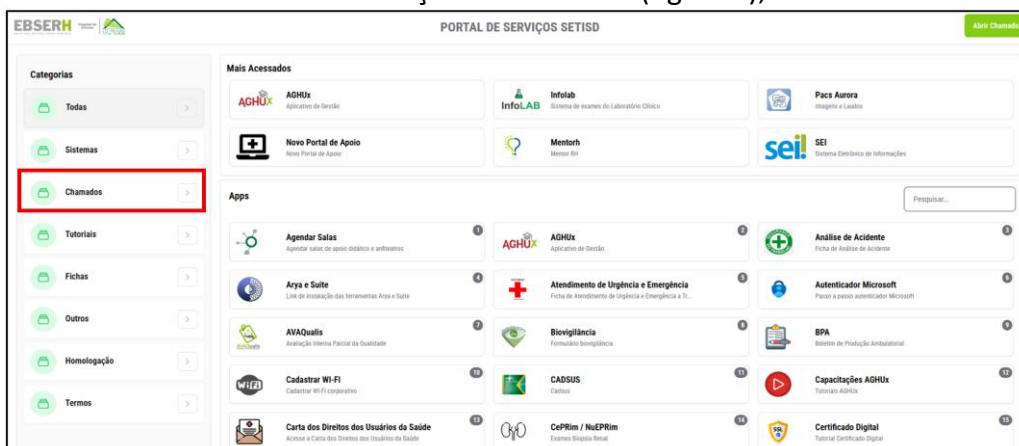 EBSERH
PORTAL DE SERVIÇOS SETISD
Abrir Chamado
Categorias
Todas
Sistemas
Chamados
Tutoriais
Fichas
Outros
Homologação
Termos
Mais Acessados
AGHUX
AGHUx
Aplicativo de Gestão
InfoLAB
Infolab
Sistema de exames do Laboratório Clínico
Pacs Aurora
Imagens e Laudos
Novo Portal de Apoio
Novo Portal de Apoio
Mentorh
Mentor RH
sei!
SEI
Sistema Eletrônico de Informações
Apps
Pesquisar...
Agendar Salas
Agendar salas de apoio didático e anfiteatros
1
AGHUX
AGHUx
Aplicativo de Gestão
2
Análise de Acidente
Ficha de Análise de Acidente
3
Arya e Suite
Link de instalação das ferramentas Arya e Suite
4
Atendimento de Urgência e Emergência
Ficha de Atendimento de Urgência e Emergência a Tr...
5
Autenticador Microsoft
Passo a passo autenticador Microsoft
6
AVAQualis
Avaliação Interna Parcial da Qualidade
7
Biovigilância
Formulário biovigilância
8
BPA
Boletim de Produção Ambulatorial
9
WiFi
Cadastrar WI-FI
Cadastrar WI-FI corporativo
10
CADSUS
Cadsus
11
Capacitações AGHUx
Tutoriais AGHUx
12
Carta dos Direitos dos Usuários da Saúde
Acesse a Carta dos Direitos dos Usuários da Saúde
13
CePRim / NuEPRim
Exames Biopsia Renal
14
SSL
Certificado Digital
Tutorial Certificado Digital
15